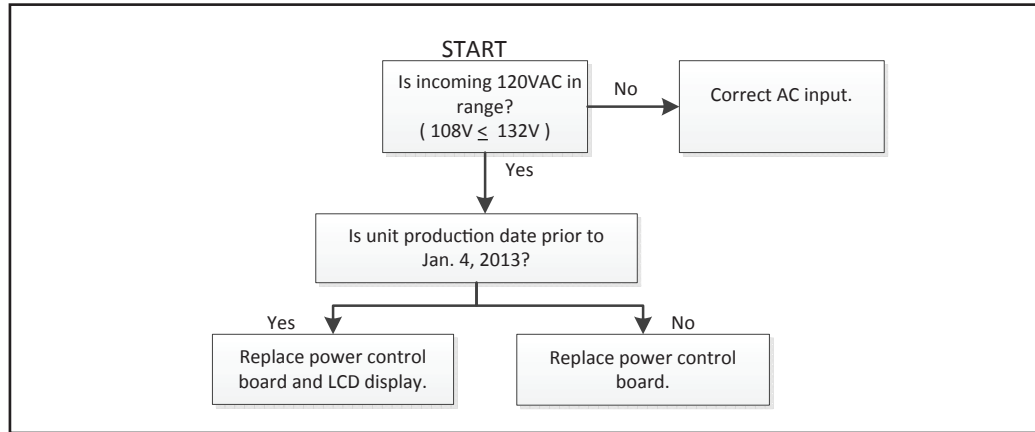 START
Is incoming 120VAC in
range?
( 108V ≤ 132V )
No
Correct AC input.
Yes
Is unit production date prior to
Jan. 4, 2013?
Yes
No
Replace power control
board and LCD display.
Replace power control
board.